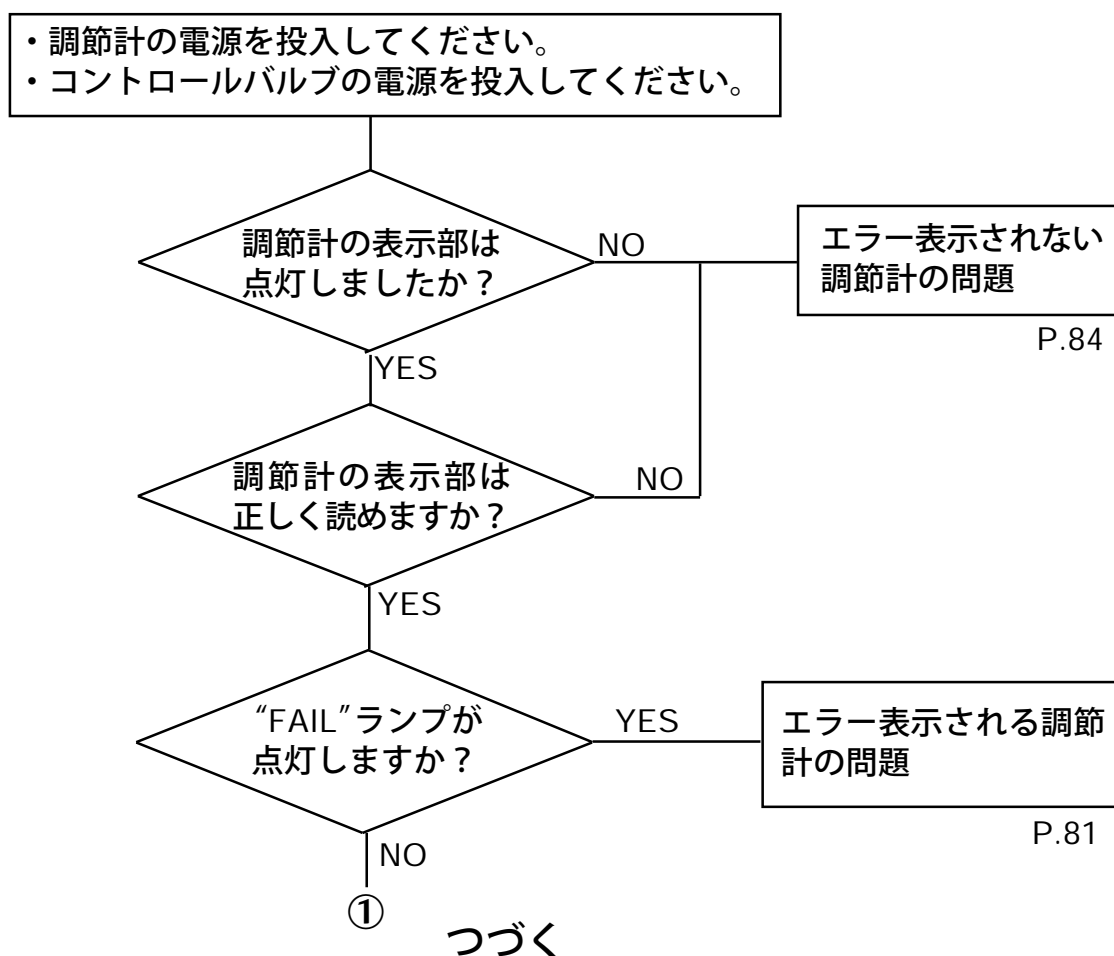 ・調節計の電源を投入してください。
・コントロールバルブの電源を投入してください。
調節計の表示部は
点灯しましたか？
NO
エラー表示されない
調節計の問題
P.84
YES
調節計の表示部は
正しく読めますか？
NO
YES
“FAIL”ランプが
点灯しますか？
YES
エラー表示される調節
計の問題
P.81
NO
①
つづく